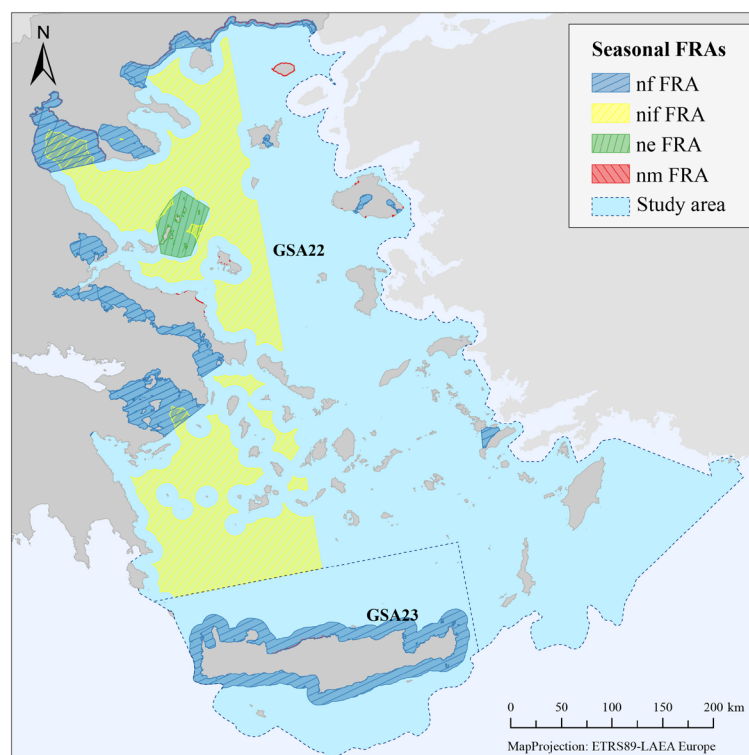 N
Seasonal FRAs
nf FRA
nif FRA
ne FRA
nm FRA
Study area
GSA22
GSA23
0 50 100 150 200 km
MapProjection: ETRS89-LAEA Europe